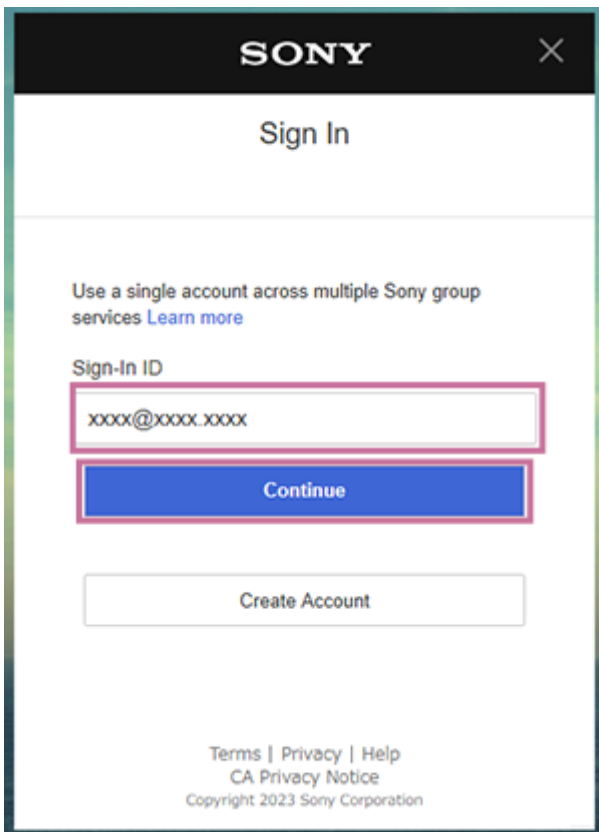 SONY
Sign In
Use a single account across multiple Sony group
services Learn more
Sign-In ID
xxxx@xxxx.xxxx
Continue
Create Account
Terms | Privacy | Help
CA Privacy Notice
Copyright 2023 Sony Corporation